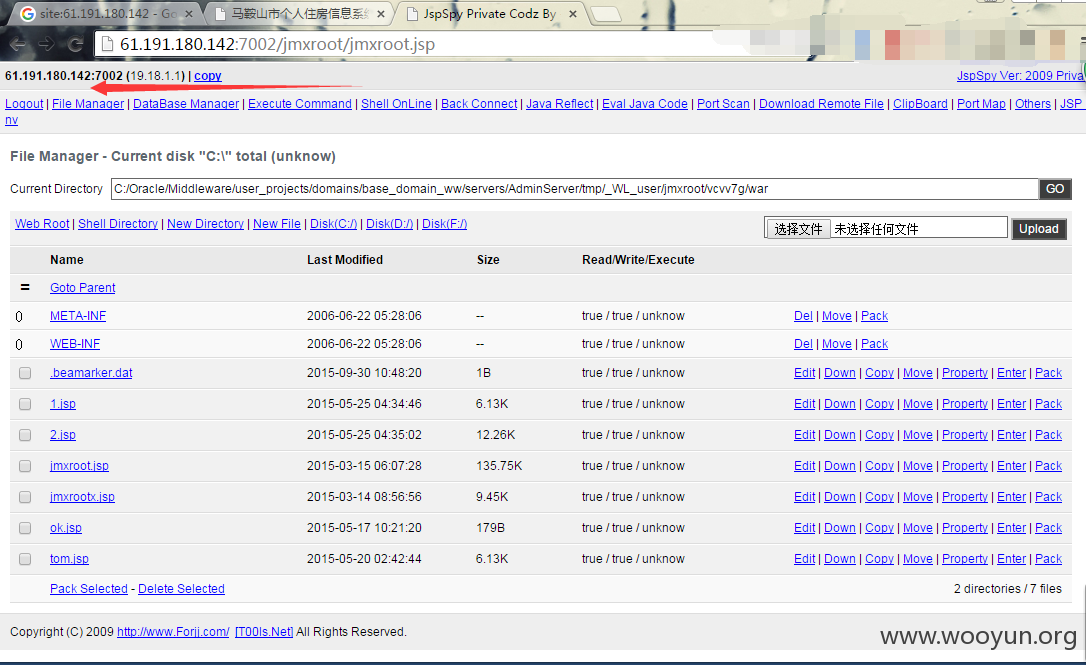 site:61.191.180.142 - Go
马鞍山市个人住房信息系统
JspSpy Private Codz By
61.191.180.142:7002/jmxroot/jmxroot.jsp
61.191.180.142:7002 (19.18.1.1) | copy
JspSpy Ver: 2009 Priva
Logout | File Manager | DataBase Manager | Execute Command | Shell OnLine | Back Connect | Java Reflect | Eval Java Code | Port Scan | Download Remote File | ClipBoard | Port Map | Others | JSP
nv
File Manager - Current disk "C:\" total (unknow)
Current Directory C:/Oracle/Middleware/user_projects/domains/base_domain_ww/servers/AdminServer/tmp/_WL_user/jmxroot/vcvv7g/war GO
Web Root | Shell Directory | New Directory | New File | Disk(C:/) | Disk(D:/) | Disk(F:/) 选择文件 未选择任何文件 Upload
Name Last Modified Size Read/Write/Execute
= Goto Parent
0 META-INF 2006-06-22 05:28:06 -- true / true / unknow Del | Move | Pack
0 WEB-INF 2006-06-22 05:28:06 -- true / true / unknow Del | Move | Pack
.beamarker.dat 2015-09-30 10:48:20 1B true / true / unknow Edit | Down | Copy | Move | Property | Enter | Pack
1.jsp 2015-05-25 04:34:46 6.13K true / true / unknow Edit | Down | Copy | Move | Property | Enter | Pack
2.jsp 2015-05-25 04:35:02 12.26K true / true / unknow Edit | Down | Copy | Move | Property | Enter | Pack
jmxroot.jsp 2015-03-15 06:07:28 135.75K true / true / unknow Edit | Down | Copy | Move | Property | Enter | Pack
jmxrootx.jsp 2015-03-14 08:56:56 9.45K true / true / unknow Edit | Down | Copy | Move | Property | Enter | Pack
ok.jsp 2015-05-17 10:21:20 179B true / true / unknow Edit | Down | Copy | Move | Property | Enter | Pack
tom.jsp 2015-05-20 02:42:44 6.13K true / true / unknow Edit | Down | Copy | Move | Property | Enter | Pack
Pack Selected - Delete Selected 2 directories / 7 files
Copyright (C) 2009 http://www.Forjj.com/ [T00ls.Net] All Rights Reserved.
www.wooyun.org